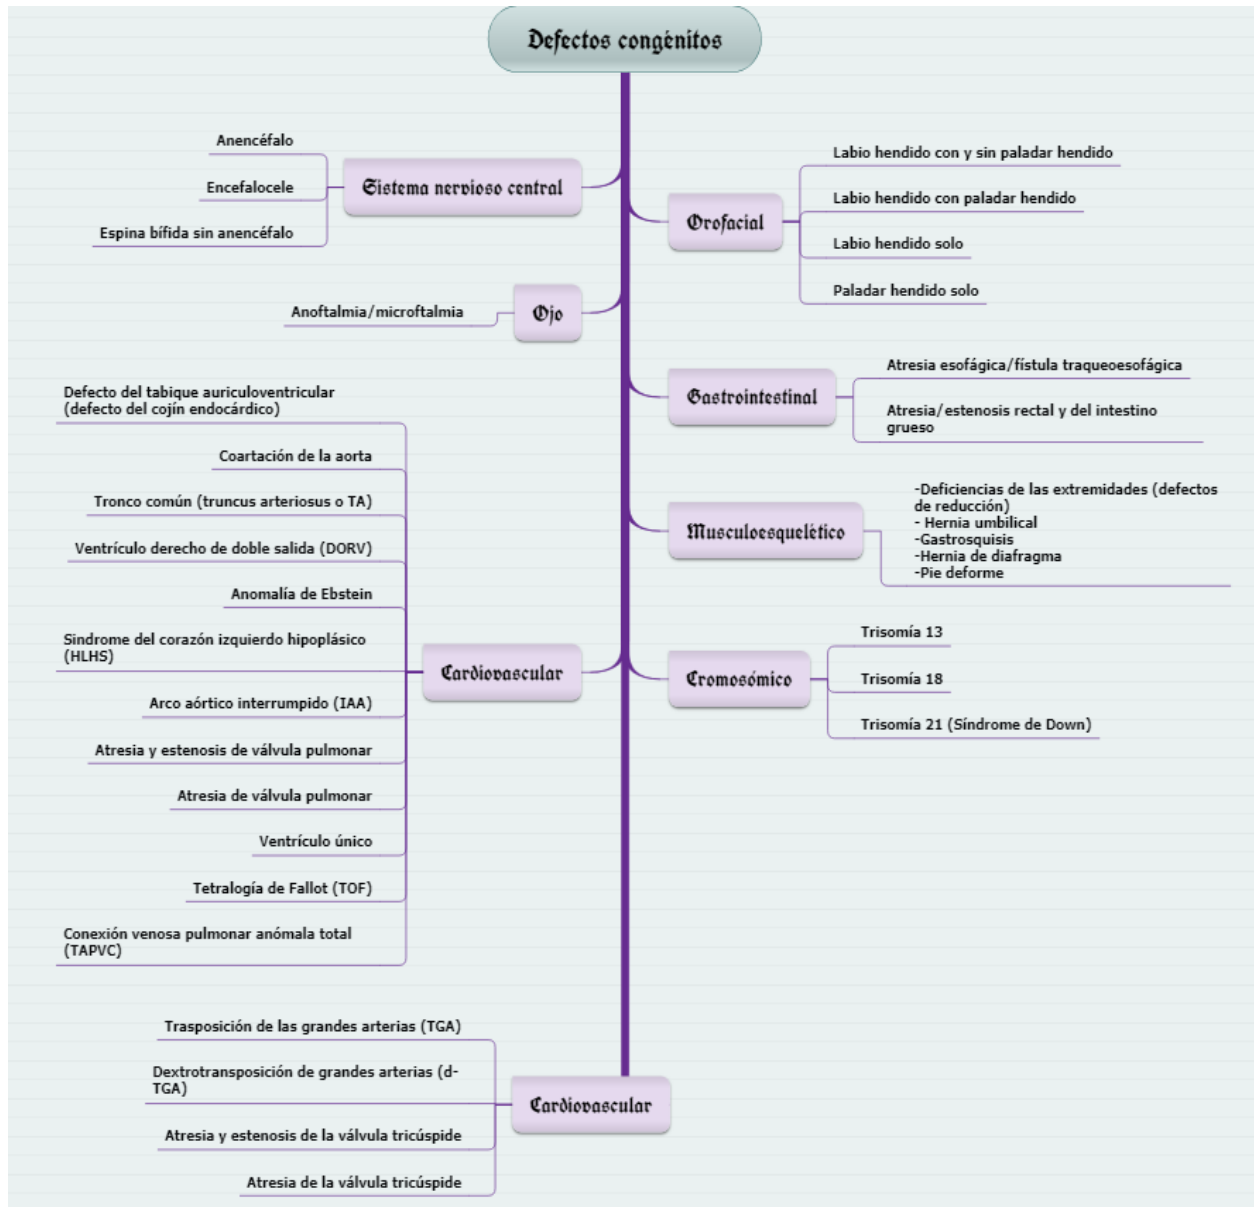 Defectos congénitos
Sistema nervioso central
Anencéfalo
Encefalocele
Espina bífida sin anencéfalo
Ojo
Anoftalmia/microftalmia
Cardiovascular
Defecto del tabique auriculoventricular
(defecto del cojín endocárdico)
Coartación de la aorta
Tronco común (truncus arteriosus o TA)
Ventrículo derecho de doble salida (DORV)
Anomalía de Ebstein
Sindrome del corazón izquierdo hipoplásico
(HLHS)
Arco aórtico interrumpido (IAA)
Atresia y estenosis de válvula pulmonar
Atresia de válvula pulmonar
Ventrículo único
Tetralogía de Fallot (TOF)
Conexión venosa pulmonar anómala total
(TAPVC)
Cardiovascular
Trasposición de las grandes arterias (TGA)
Dextrotransposición de grandes arterias (d-
TGA)
Atresia y estenosis de la válvula tricúspide
Atresia de la válvula tricúspide
Orofacial
Labio hendido con y sin paladar hendido
Labio hendido con paladar hendido
Labio hendido solo
Paladar hendido solo
Gastrointestinal
Atresia esofágica/fístula traqueoesofágica
Atresia/estenosis rectal y del intestino
grueso
Musculoesquelético
-Deficiencias de las extremidades (defectos
de reducción)
- Hernia umbilical
-Gastrosquisis
-Hernia de diafragma
-Pie deforme
Cromosómico
Trisomía 13
Trisomía 18
Trisomía 21 (Síndrome de Down)